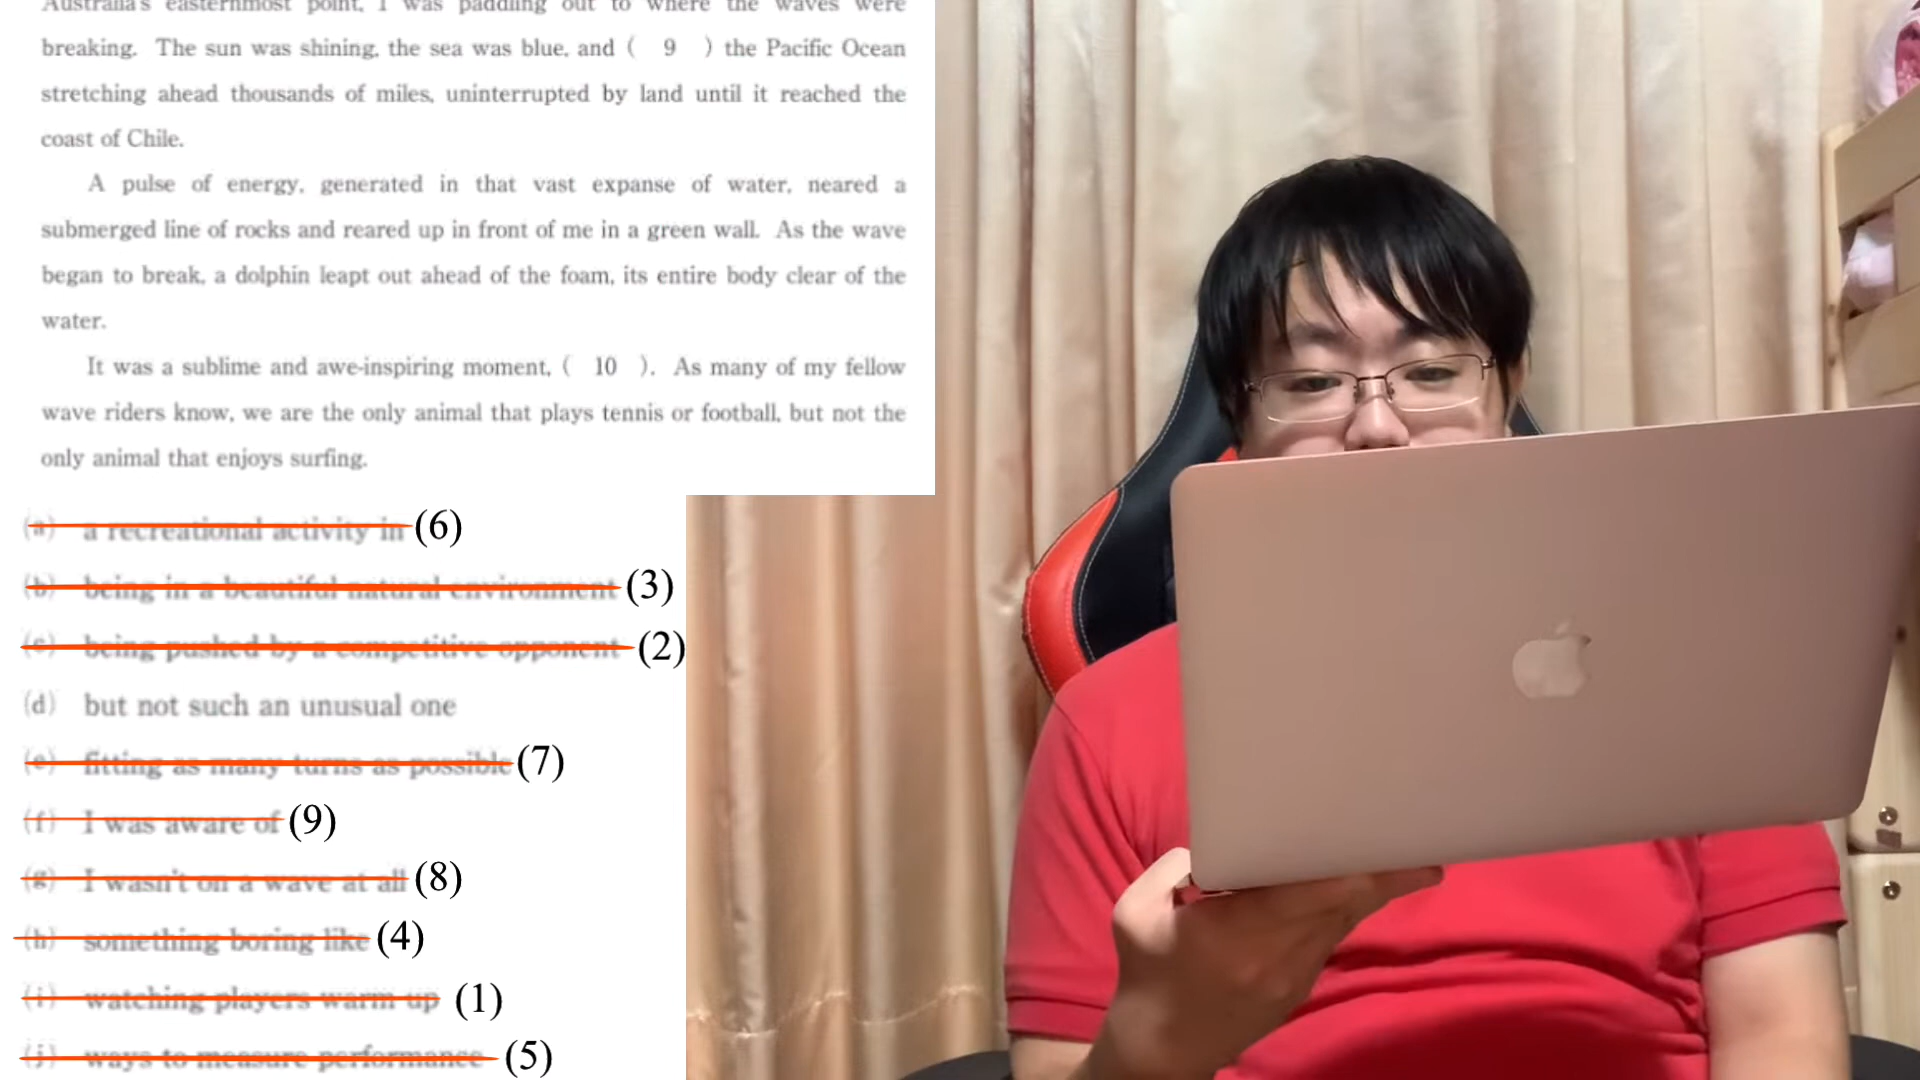 Australia's easternmost point, I was paddling out to where the waves were
breaking. The sun was shining, the sea was blue, and ( 9 ) the Pacific Ocean
stretching ahead thousands of miles, uninterrupted by land until it reached the
coast of Chile.
A pulse of energy, generated in that vast expanse of water, neared a
submerged line of rocks and reared up in front of me in a green wall. As the wave
began to break, a dolphin leapt out ahead of the foam, its entire body clear of the
water.
It was a sublime and awe-inspiring moment, ( 10 ). As many of my fellow
wave riders know, we are the only animal that plays tennis or football, but not the
only animal that enjoys surfing.
(a) a recreational activity in (6)
(b) being in a beautiful natural environment (3)
(c) being pushed by a competitive opponent (2)
(d) but not such an unusual one
(e) fitting as many turns as possible (7)
(f) I was aware of (9)
(g) I wasn't on a wave at all (8)
(h) something boring like (4)
(i) watching players warm up (1)
(j) ways to measure performance (5)